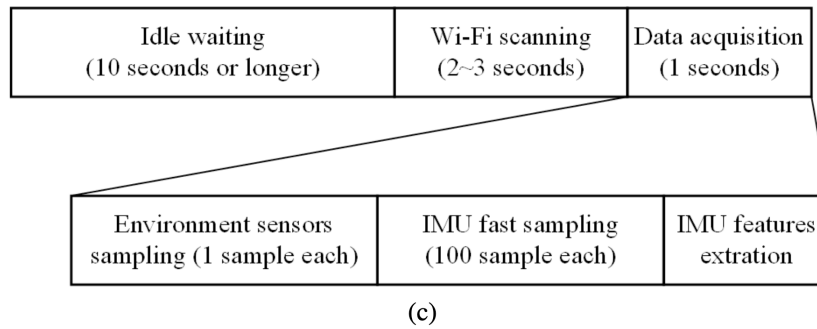 Idle waiting
(10 seconds or longer)
Wi-Fi scanning
(2~3 seconds)
Data acquisition
(1 seconds)
Environment sensors
sampling (1 sample each)
IMU fast sampling
(100 sample each)
IMU features
extration
(c)